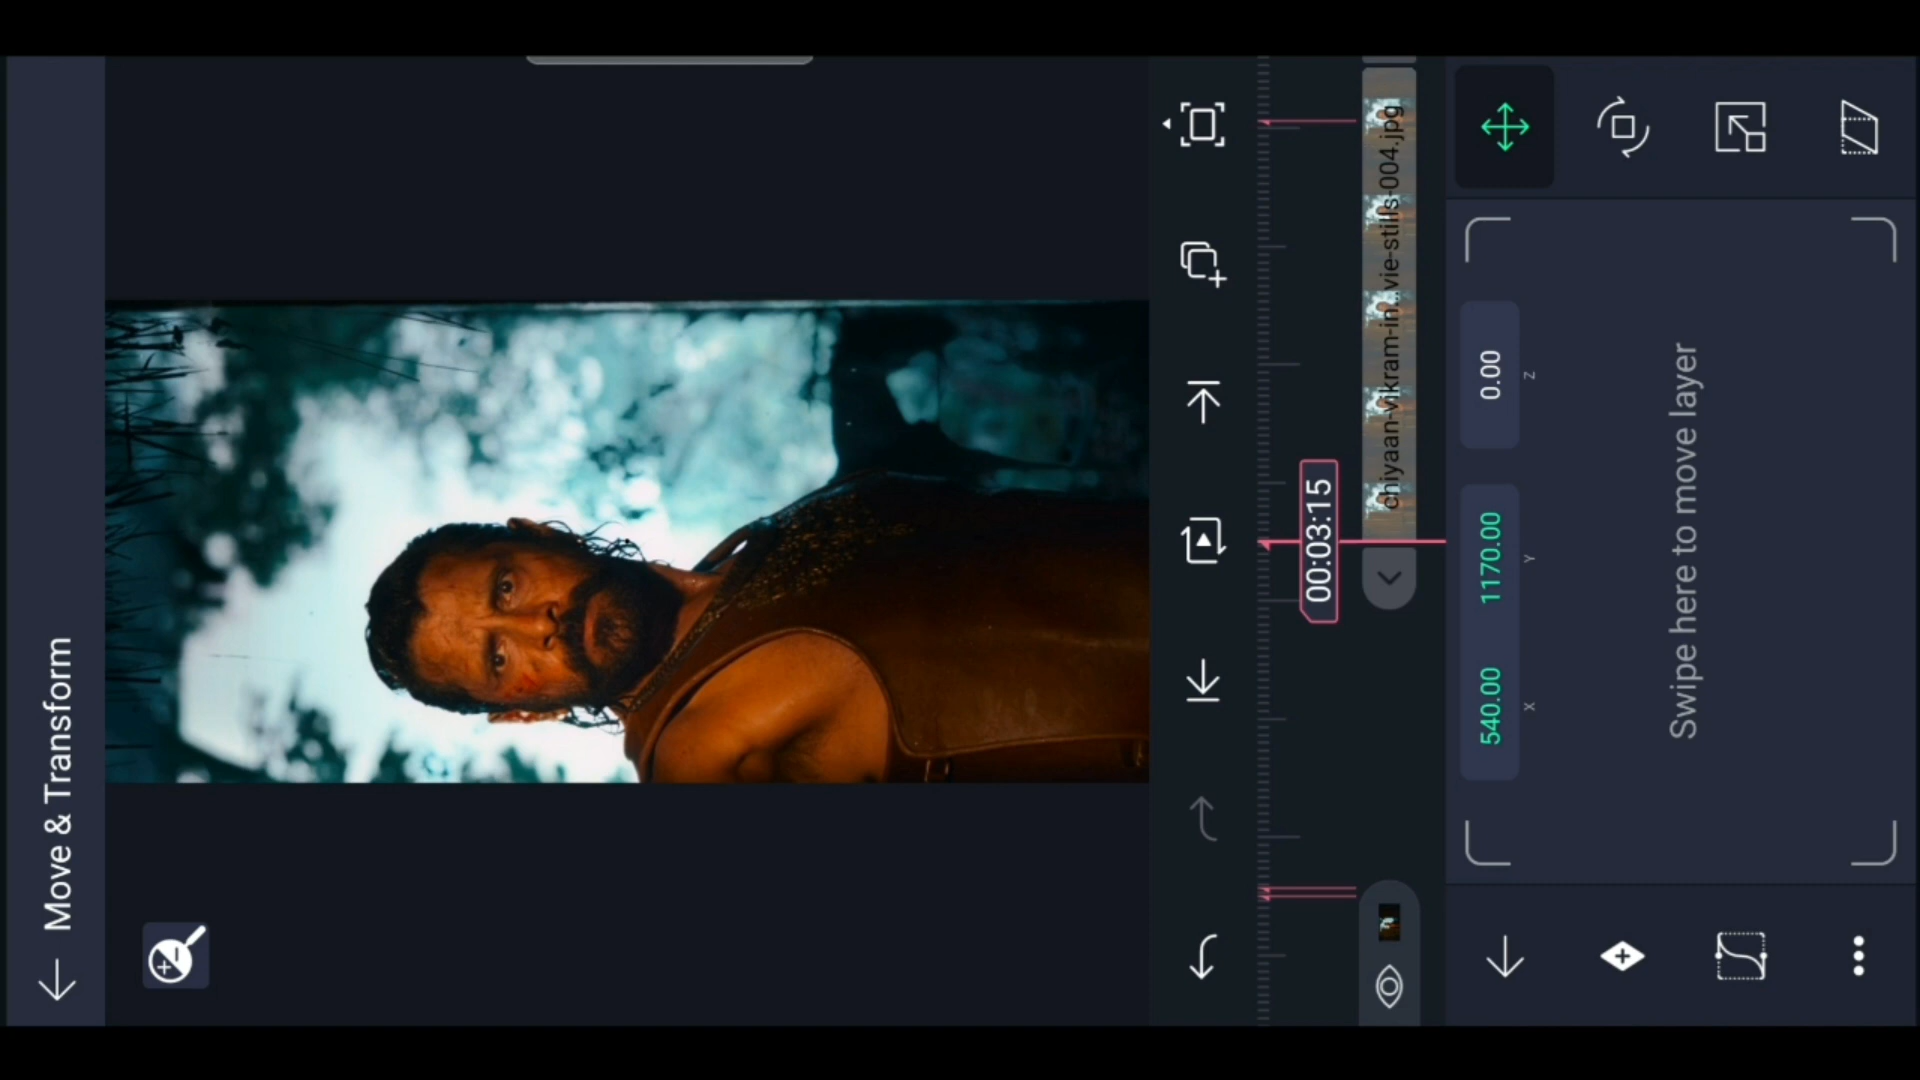 Move & Transform
00:03:15
chiyaan-vikram-in...vie-stills-004.jpg
540.00 1170.00 0.00
X Y Z
Swipe here to move layer